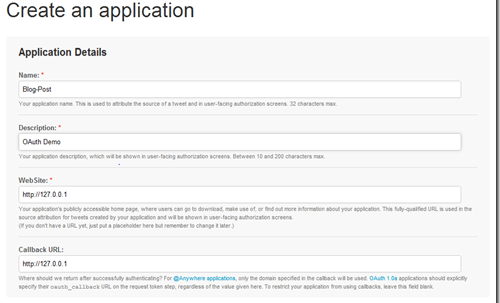 Create an application
Application Details
Name: *
Blog-Post
Your application name. This is used to attribute the source of a tweet and in user-facing authorization screens. 32 characters max.
Description: *
OAuth Demo
Your application description, which will be shown in user-facing authorization screens. Between 10 and 200 characters max.
WebSite: *
http://127.0.0.1
Your application's publicly accessible home page, where users can go to download, make use of, or find out more information about your application. This fully-qualified URL is used in the
source attribution for tweets created by your application and will be shown in user-facing authorization screens.
(If you don't have a URL yet, just put a placeholder here but remember to change it later.)
Callback URL:
http://127.0.0.1
Where should we return after successfully authenticating? For @Anywhere applications, only the domain specified in the callback will be used. OAuth 1.0a applications should explicitly
specify their oauth_callback URL on the request token step, regardless of the value given here. To restrict your application from using callbacks, leave this field blank.